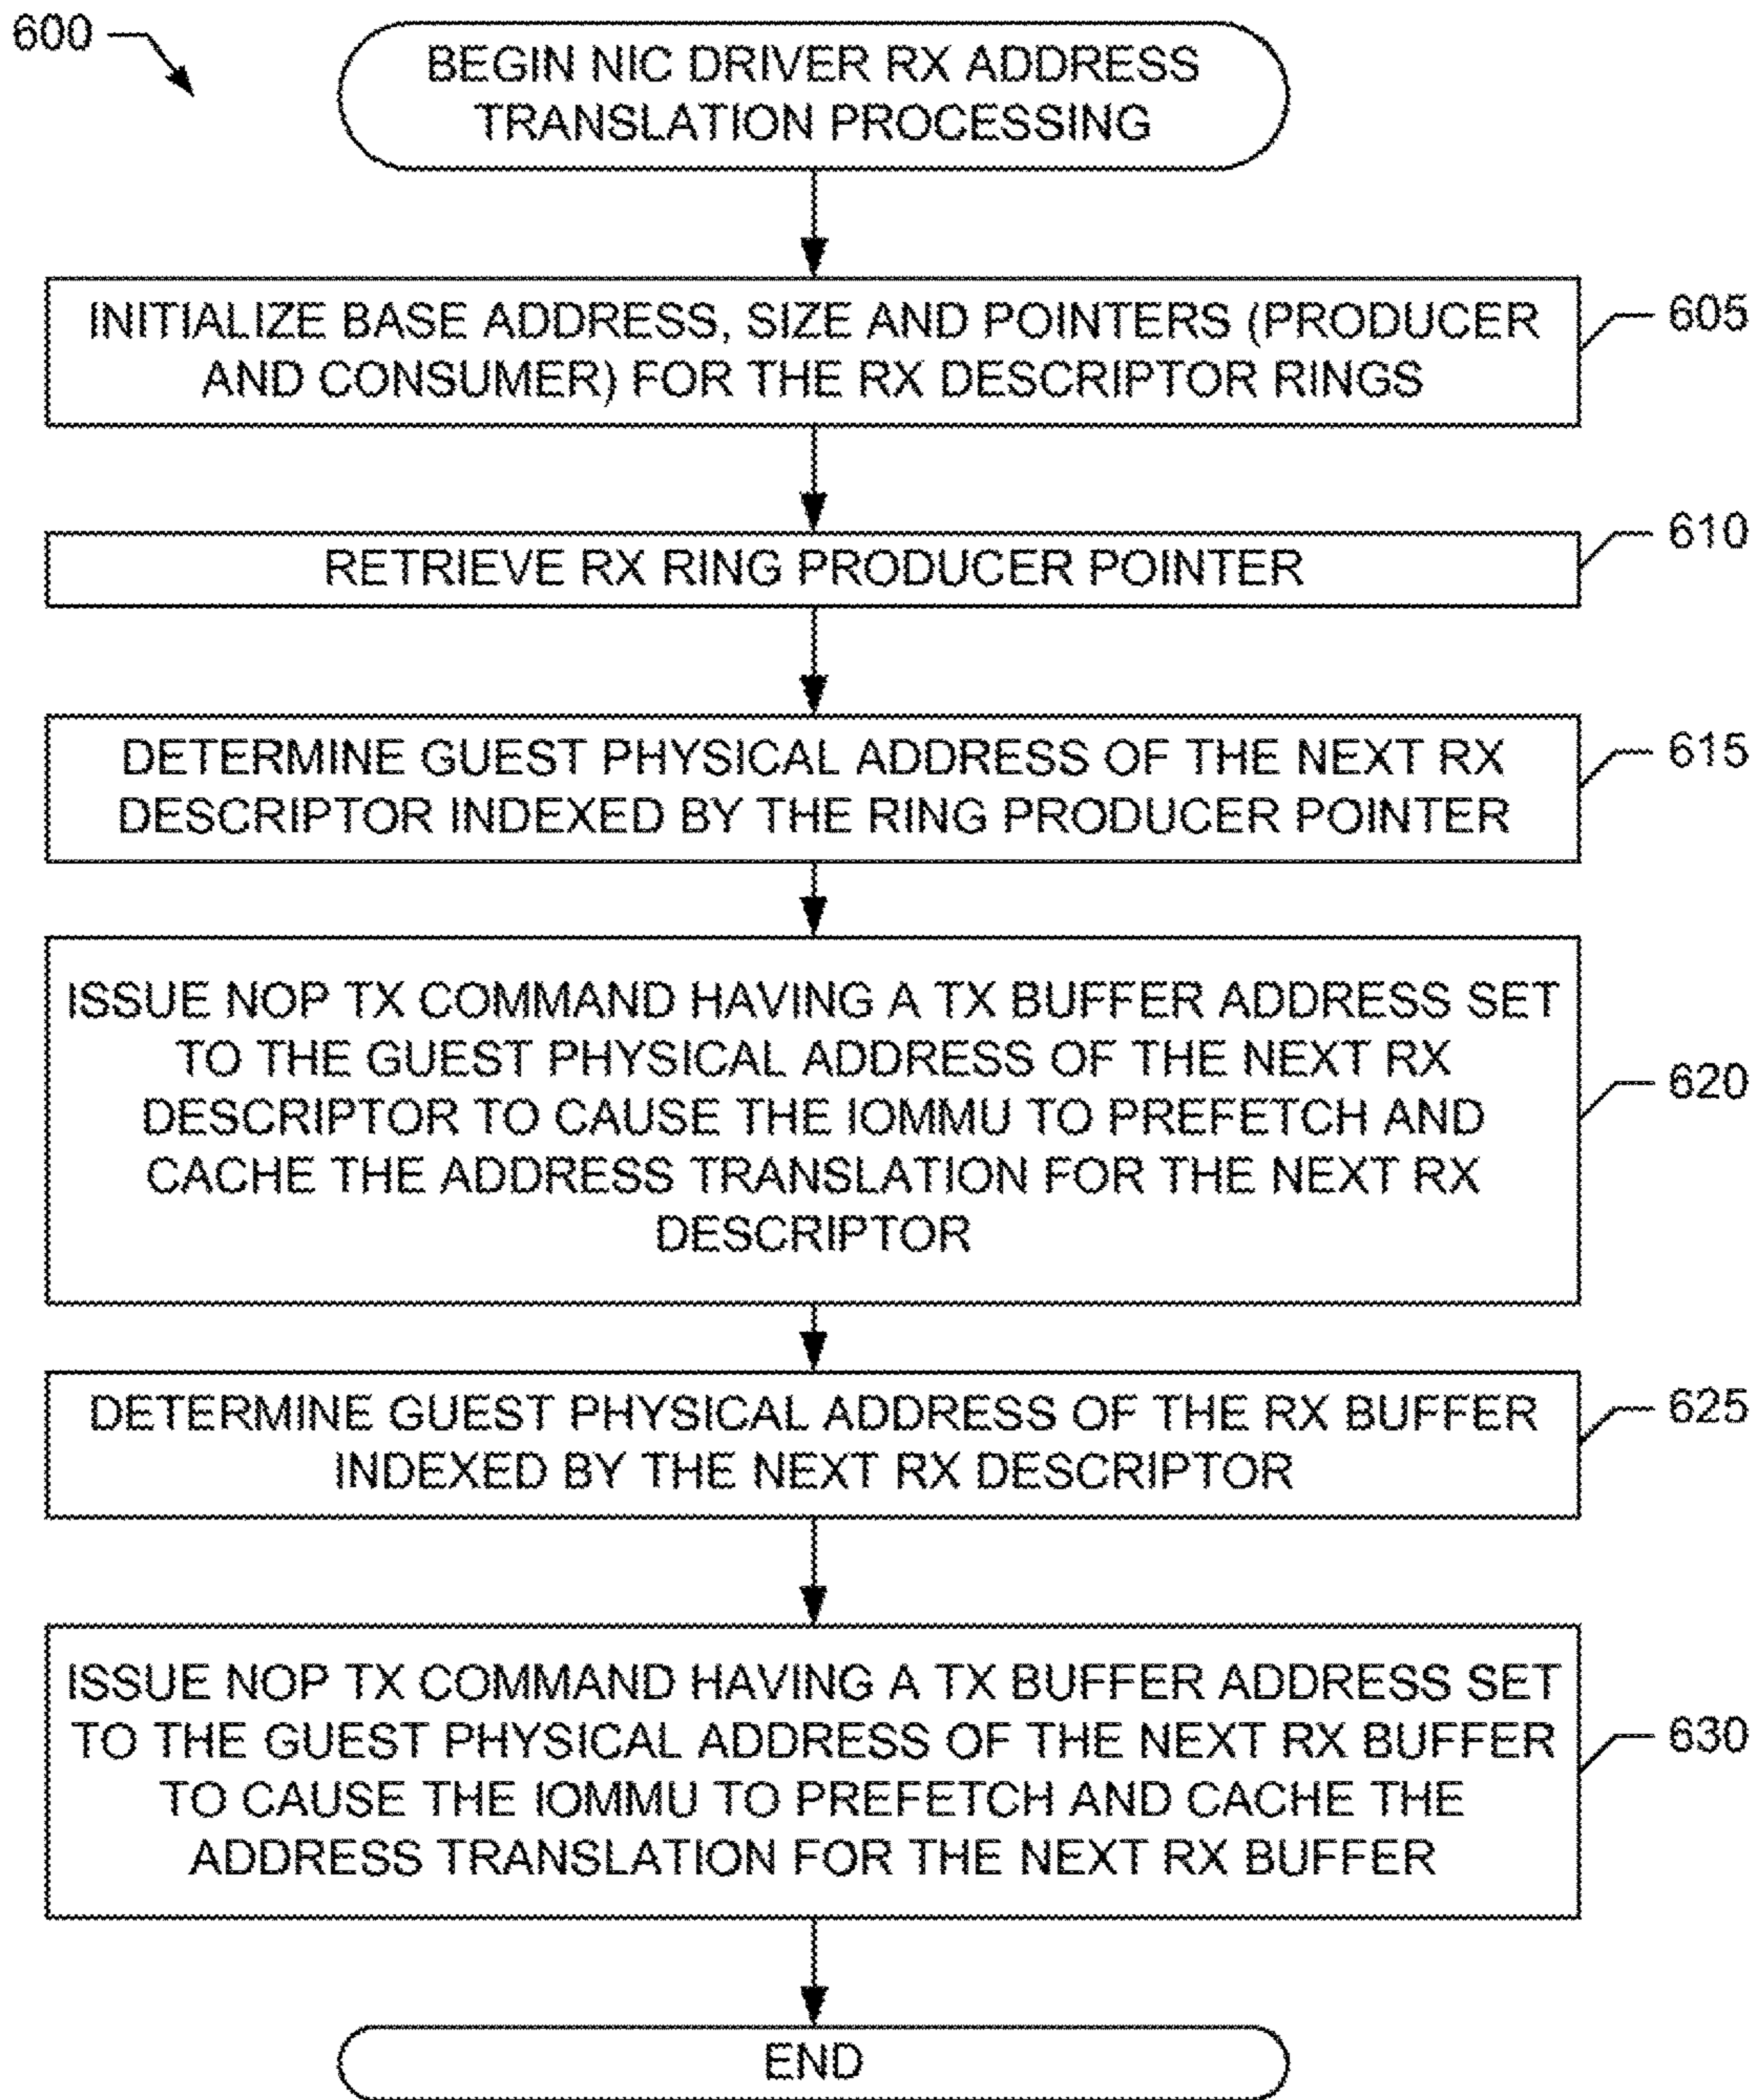 600
BEGIN NIC DRIVER RX ADDRESS
TRANSLATION PROCESSING
INITIALIZE BASE ADDRESS, SIZE AND POINTERS (PRODUCER
AND CONSUMER) FOR THE RX DESCRIPTOR RINGS
605
RETRIEVE RX RING PRODUCER POINTER
610
DETERMINE GUEST PHYSICAL ADDRESS OF THE NEXT RX
DESCRIPTOR INDEXED BY THE RING PRODUCER POINTER
615
ISSUE NOP TX COMMAND HAVING A TX BUFFER ADDRESS SET
TO THE GUEST PHYSICAL ADDRESS OF THE NEXT RX
DESCRIPTOR TO CAUSE THE IOMMU TO PREFETCH AND
CACHE THE ADDRESS TRANSLATION FOR THE NEXT RX
DESCRIPTOR
620
DETERMINE GUEST PHYSICAL ADDRESS OF THE RX BUFFER
INDEXED BY THE NEXT RX DESCRIPTOR
625
ISSUE NOP TX COMMAND HAVING A TX BUFFER ADDRESS SET
TO THE GUEST PHYSICAL ADDRESS OF THE NEXT RX BUFFER
TO CAUSE THE IOMMU TO PREFETCH AND CACHE THE
ADDRESS TRANSLATION FOR THE NEXT RX BUFFER
630
END